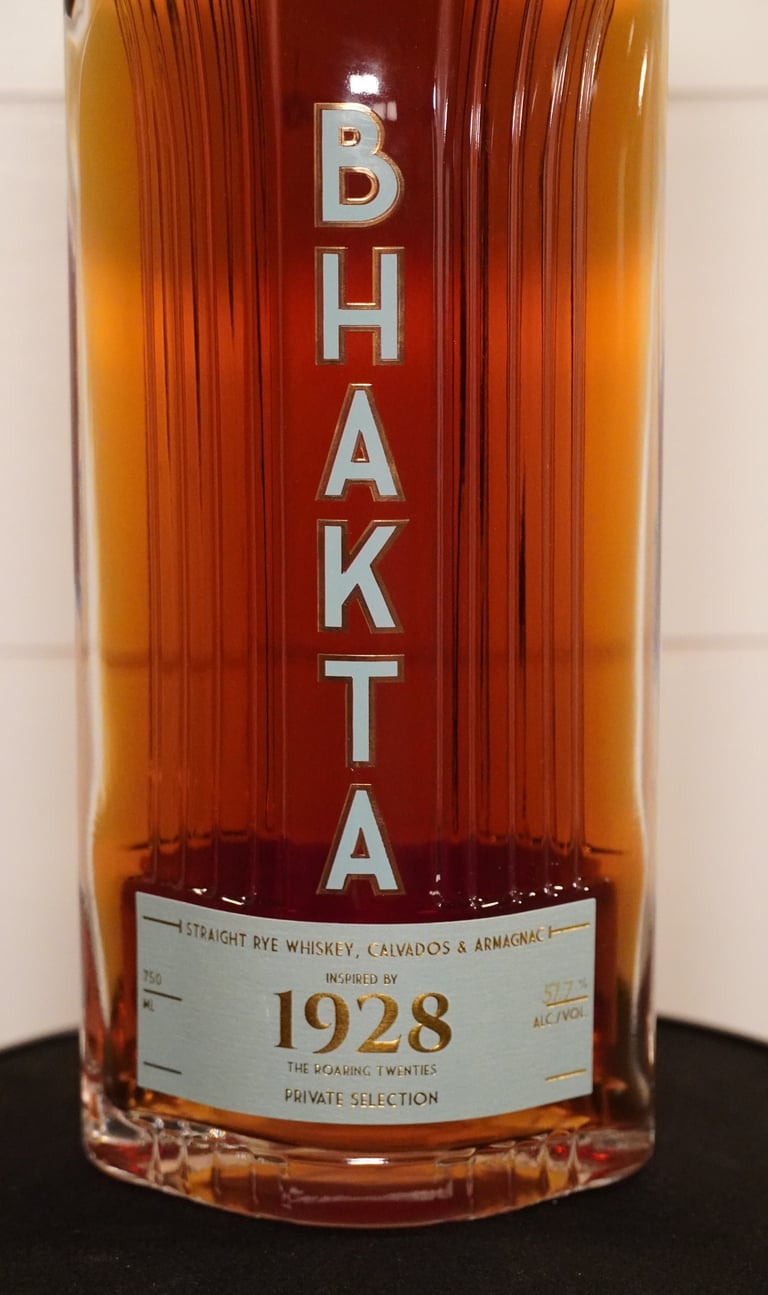 BHAKTA
STRAIGHT RYE WHISKEY, CALVADOS & ARMAGNAC
INSPIRED BY
750
ML
1928
57.7 %
ALC./VOL.
THE ROARING TWENTIES
PRIVATE SELECTION